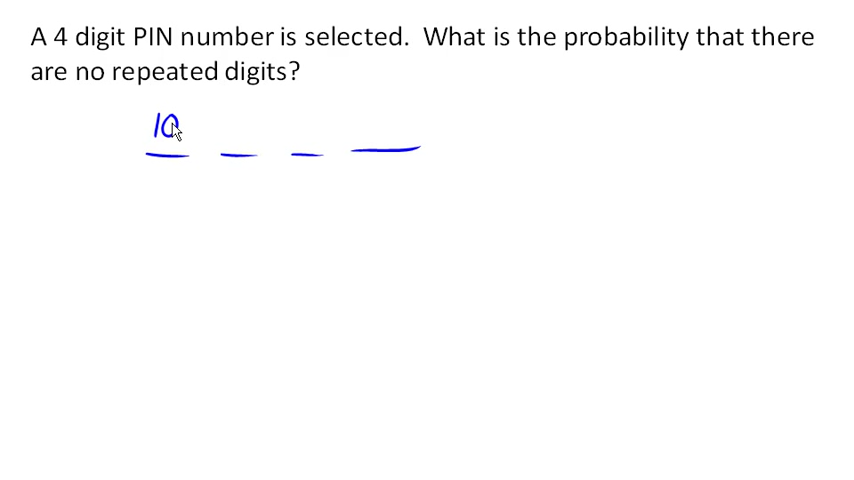 A 4 digit PIN number is selected. What is the probability that there
are no repeated digits?
10